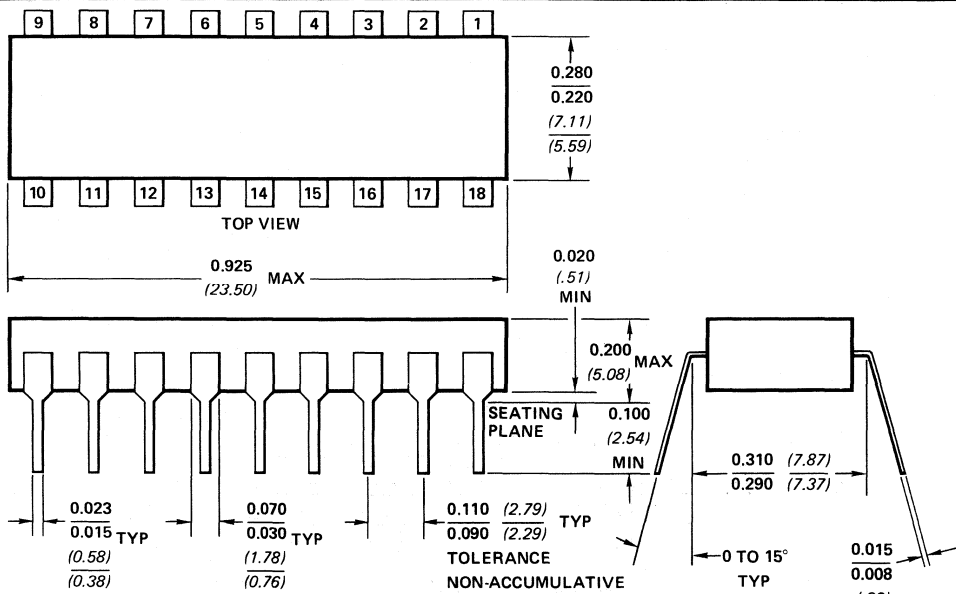 9 8 7 6 5 4 3 2 1
0.280
0.220
(7.11)
(5.59)
10 11 12 13 14 15 16 17 18
TOP VIEW
0.925 MAX
(23.50)
0.020
(.51)
MIN
0.200 MAX
(5.08)
SEATING
PLANE
0.100
(2.54)
MIN
0.310 (7.87)
0.290 (7.37)
0.023
0.015 TYP
(0.58)
(0.38)
0.070
0.030 TYP
(1.78)
(0.76)
0.110 (2.79) TYP
0.090 (2.29)
TOLERANCE
NON-ACCUMULATIVE
0 TO 15°
TYP
0.015
0.008